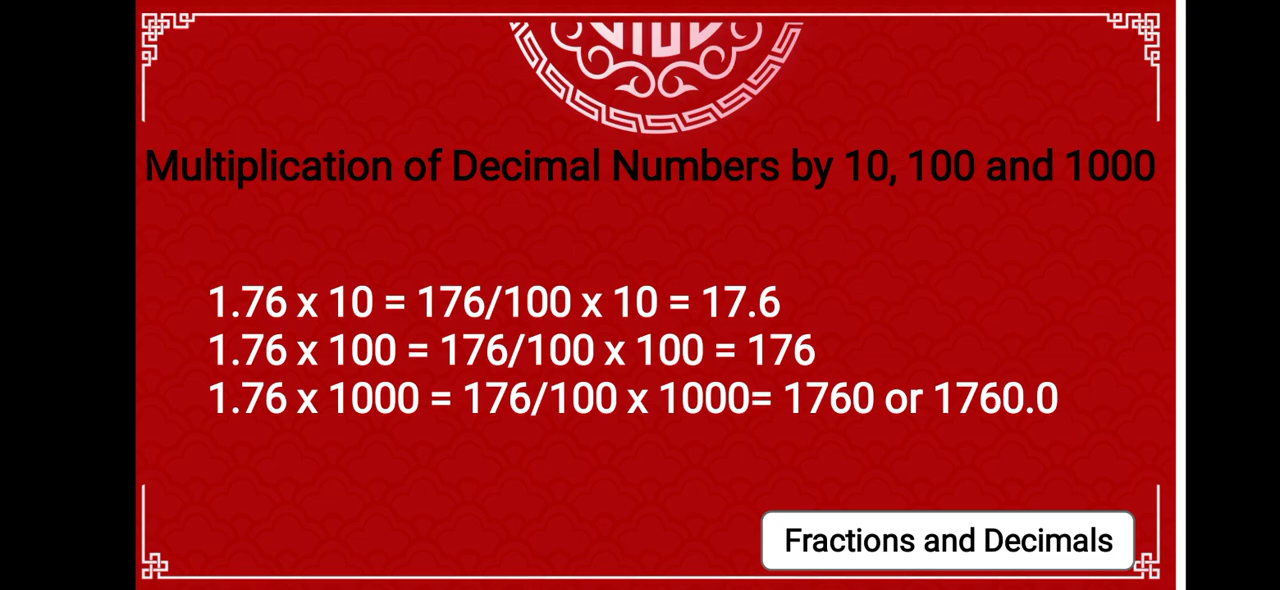 Multiplication of Decimal Numbers by 10, 100 and 1000
1.76 x 10 = 176/100 x 10 = 17.6
1.76 x 100 = 176/100 x 100 = 176
1.76 x 1000 = 176/100 x 1000= 1760 or 1760.0
Fractions and Decimals